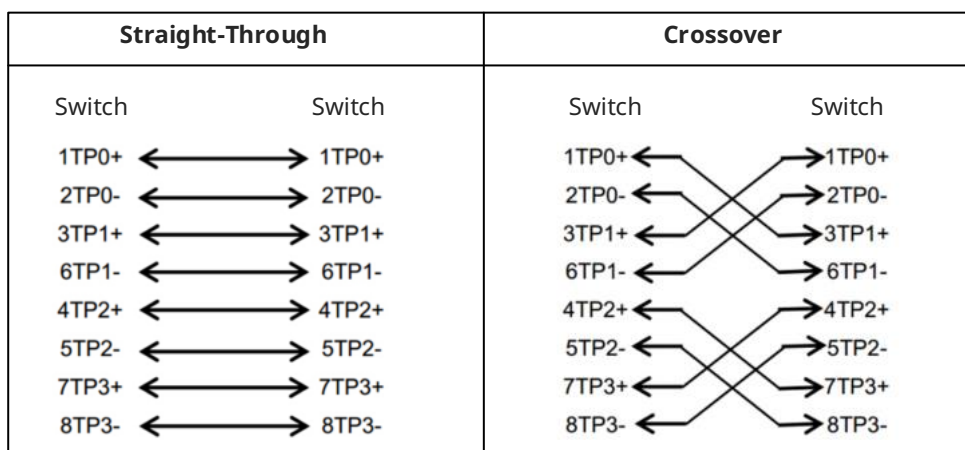 Straight-Through Crossover
Switch Switch Switch Switch
1TP0+ 1TP0+ 1TP0+ 1TP0+
2TP0- 2TP0- 2TP0- 2TP0-
3TP1+ 3TP1+ 3TP1+ 3TP1+
6TP1- 6TP1- 6TP1- 6TP1-
4TP2+ 4TP2+ 4TP2+ 4TP2+
5TP2- 5TP2- 5TP2- 5TP2-
7TP3+ 7TP3+ 7TP3+ 7TP3+
8TP3- 8TP3- 8TP3- 8TP3-